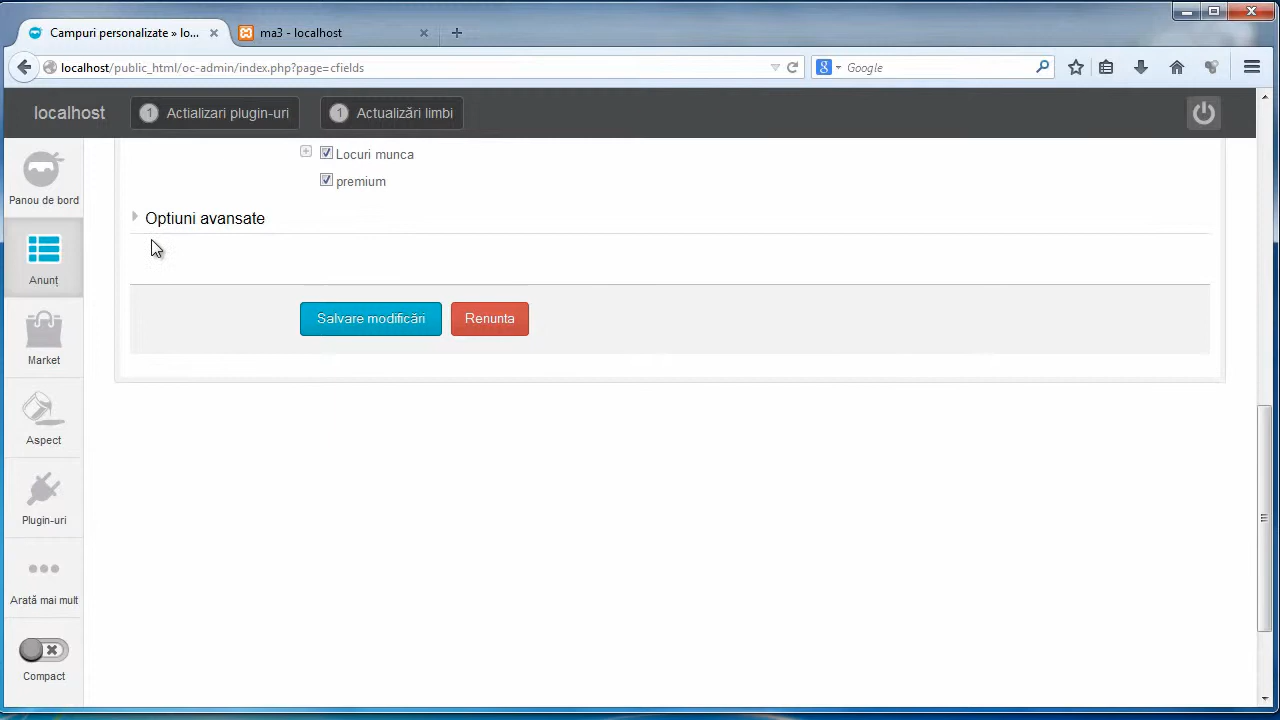 Campuri personalizate » lo...
ma3 - localhost
localhost/public_html/oc-admin/index.php?page=cfields
Google
localhost
1 Actializari plugin-uri
1 Actualizări limbi
Locuri munca
premium
Panou de bord
Optiuni avansate
Anunț
Salvare modificări
Renunta
Market
Aspect
Plugin-uri
Arată mai mult
Compact